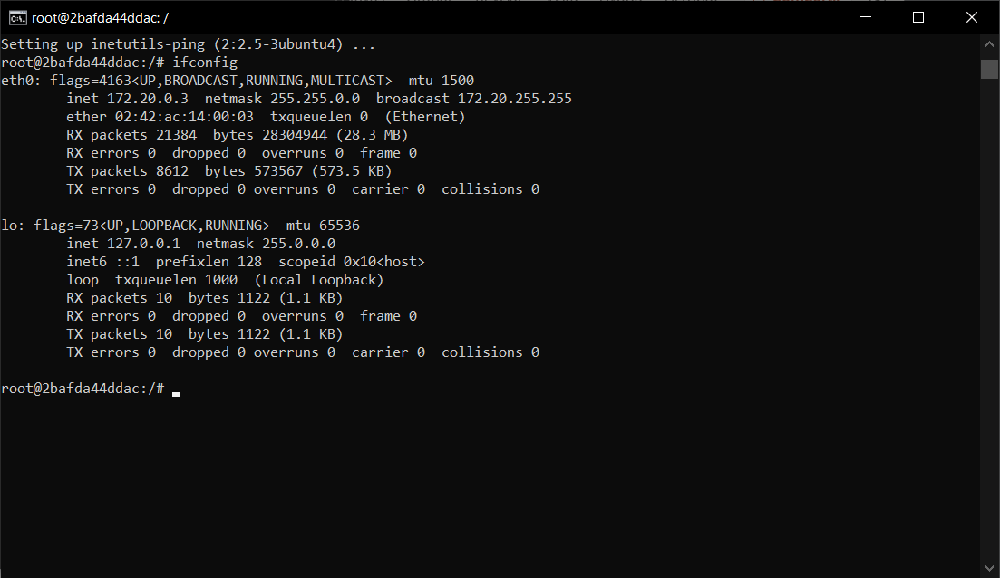 root@2bafda44ddac: /
Setting up inetutils-ping (2:2.5-3ubuntu4) ...
root@2bafda44ddac:/# ifconfig
eth0: flags=4163<UP,BROADCAST,RUNNING,MULTICAST>  mtu 1500
        inet 172.20.0.3  netmask 255.255.0.0  broadcast 172.20.255.255
        ether 02:42:ac:14:00:03  txqueuelen 0  (Ethernet)
        RX packets 21384  bytes 28304944 (28.3 MB)
        RX errors 0  dropped 0  overruns 0  frame 0
        TX packets 8612  bytes 573567 (573.5 KB)
        TX errors 0  dropped 0 overruns 0  carrier 0  collisions 0

lo: flags=73<UP,LOOPBACK,RUNNING>  mtu 65536
        inet 127.0.0.1  netmask 255.0.0.0
        inet6 ::1  prefixlen 128  scopeid 0x10<host>
        loop  txqueuelen 1000  (Local Loopback)
        RX packets 10  bytes 1122 (1.1 KB)
        RX errors 0  dropped 0  overruns 0  frame 0
        TX packets 10  bytes 1122 (1.1 KB)
        TX errors 0  dropped 0 overruns 0  carrier 0  collisions 0

root@2bafda44ddac:/#